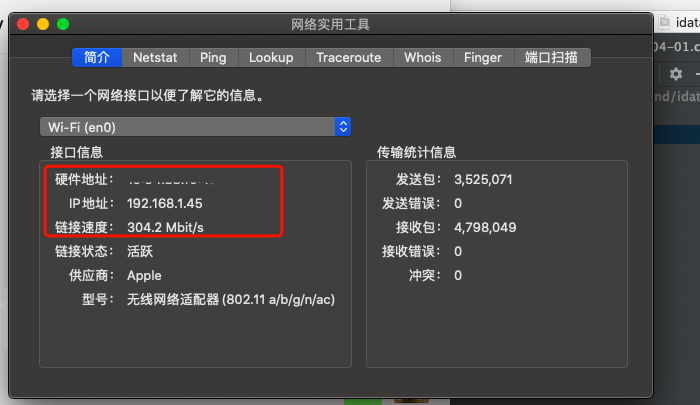 网络实用工具
idata
简介 Netstat Ping Lookup Traceroute Whois Finger 端口扫描
04-01.c
nd/idat
请选择一个网络接口以便了解它的信息。
Wi-Fi (en0)
接口信息
硬件地址：
IP 地址： 192.168.1.45
链接速度： 304.2 Mbit/s
链接状态： 活跃
供应商： Apple
型号： 无线网络适配器 (802.11 a/b/g/n/ac)
传输统计信息
发送包： 3,525,071
发送错误： 0
接收包： 4,798,049
接收错误： 0
冲突： 0